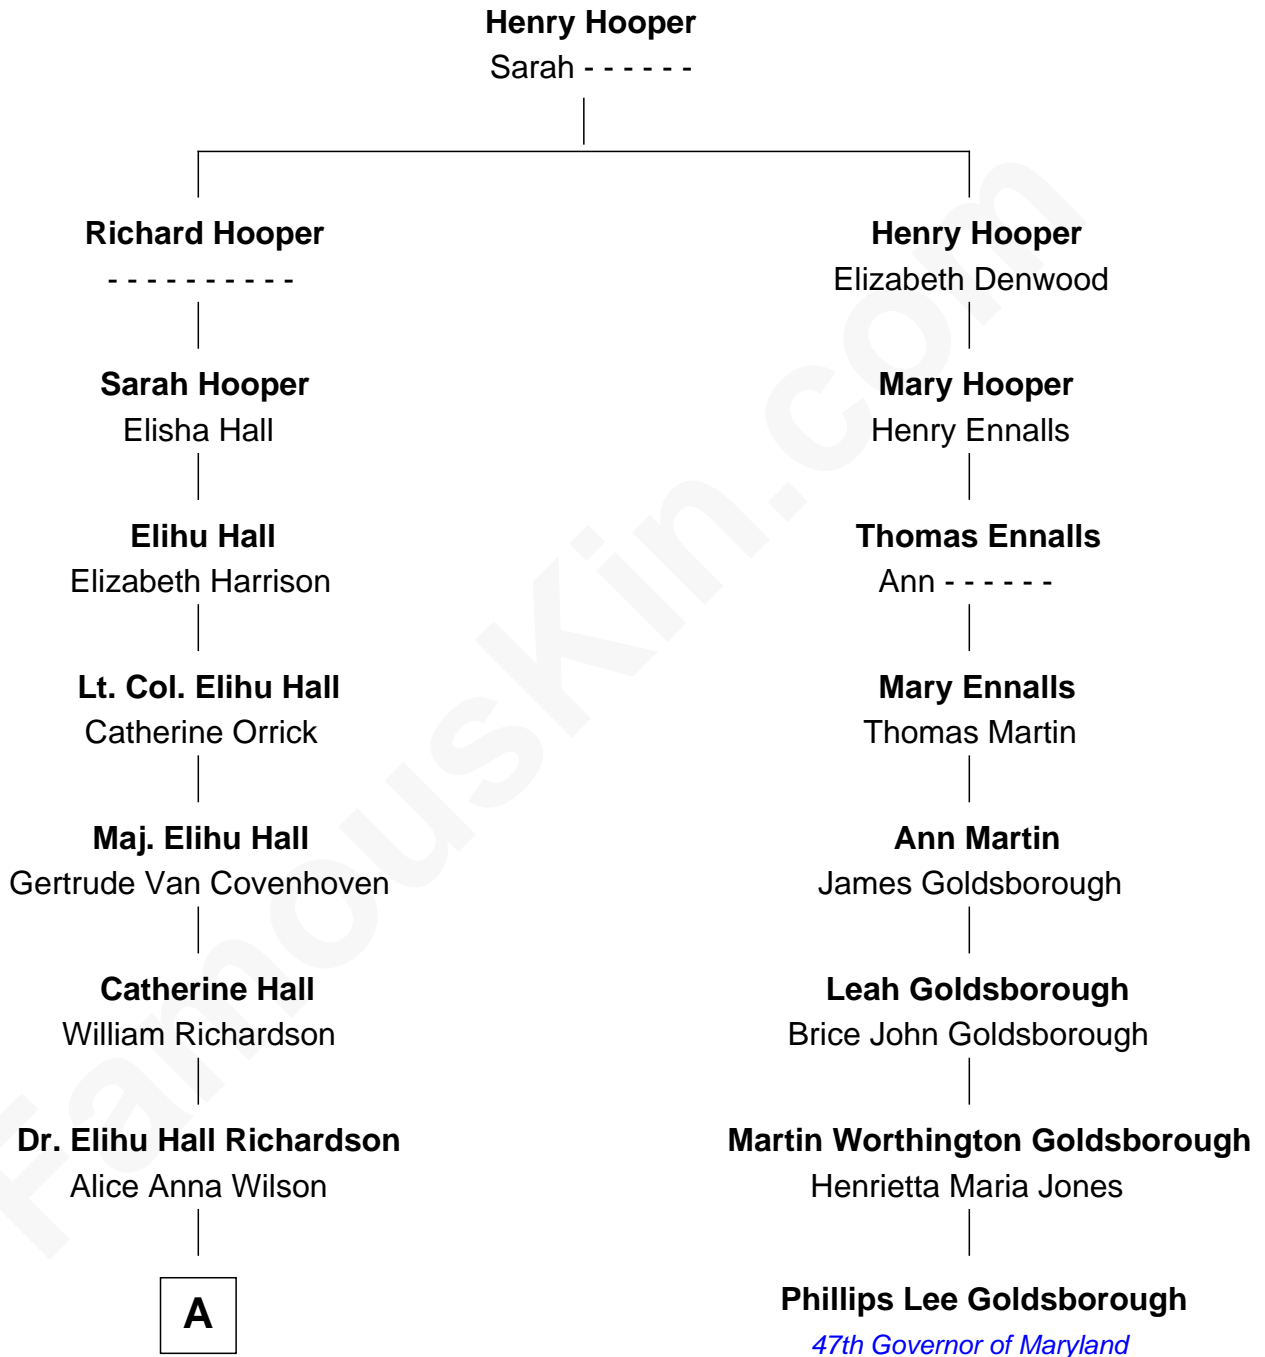 Henry Hooper
Sarah - - - - - -
Richard Hooper
- - - - - - - - - -
Henry Hooper
Elizabeth Denwood
Sarah Hooper
Elisha Hall
Mary Hooper
Henry Ennalls
Elihu Hall
Elizabeth Harrison
Thomas Ennalls
Ann - - - - - -
Lt. Col. Elihu Hall
Catherine Orrick
Mary Ennalls
Thomas Martin
Maj. Elihu Hall
Gertrude Van Covenhoven
Ann Martin
James Goldsborough
Catherine Hall
William Richardson
Leah Goldsborough
Brice John Goldsborough
Dr. Elihu Hall Richardson
Alice Anna Wilson
Martin Worthington Goldsborough
Henrietta Maria Jones
A
Phillips Lee Goldsborough
47th Governor of Maryland
FamousKin.com